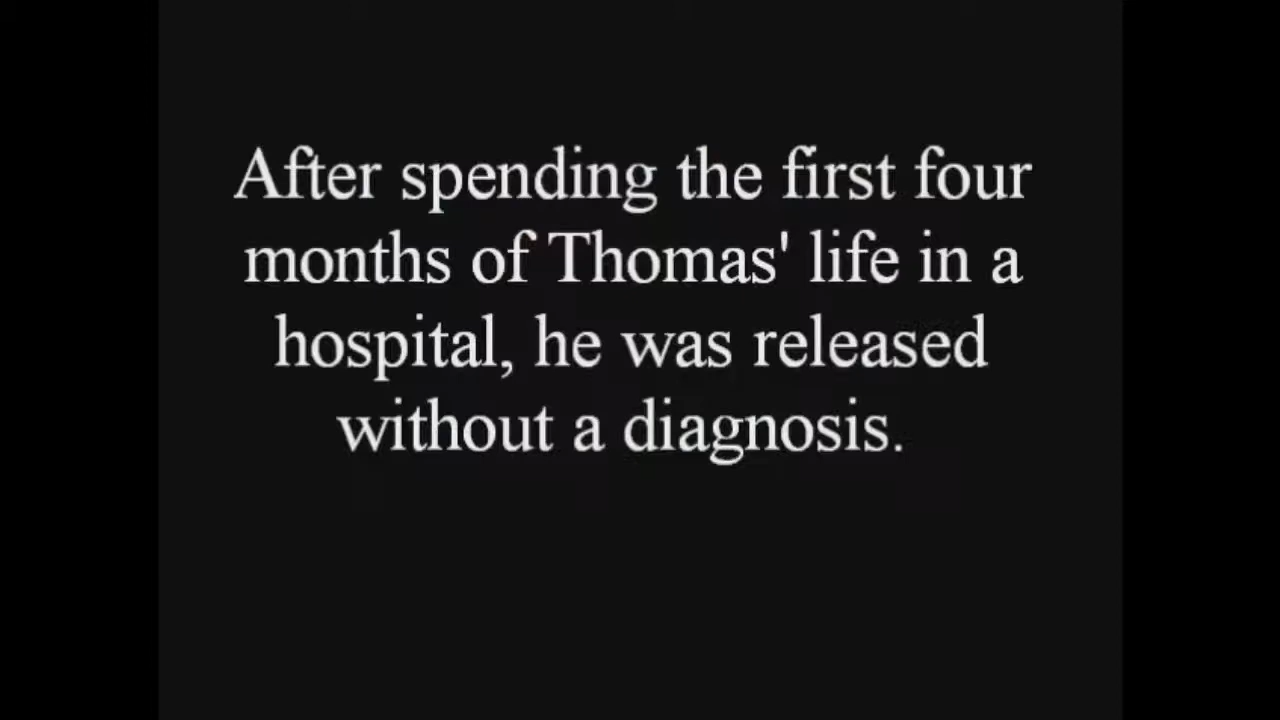 After spending the first four
months of Thomas' life in a
hospital, he was released
without a diagnosis.